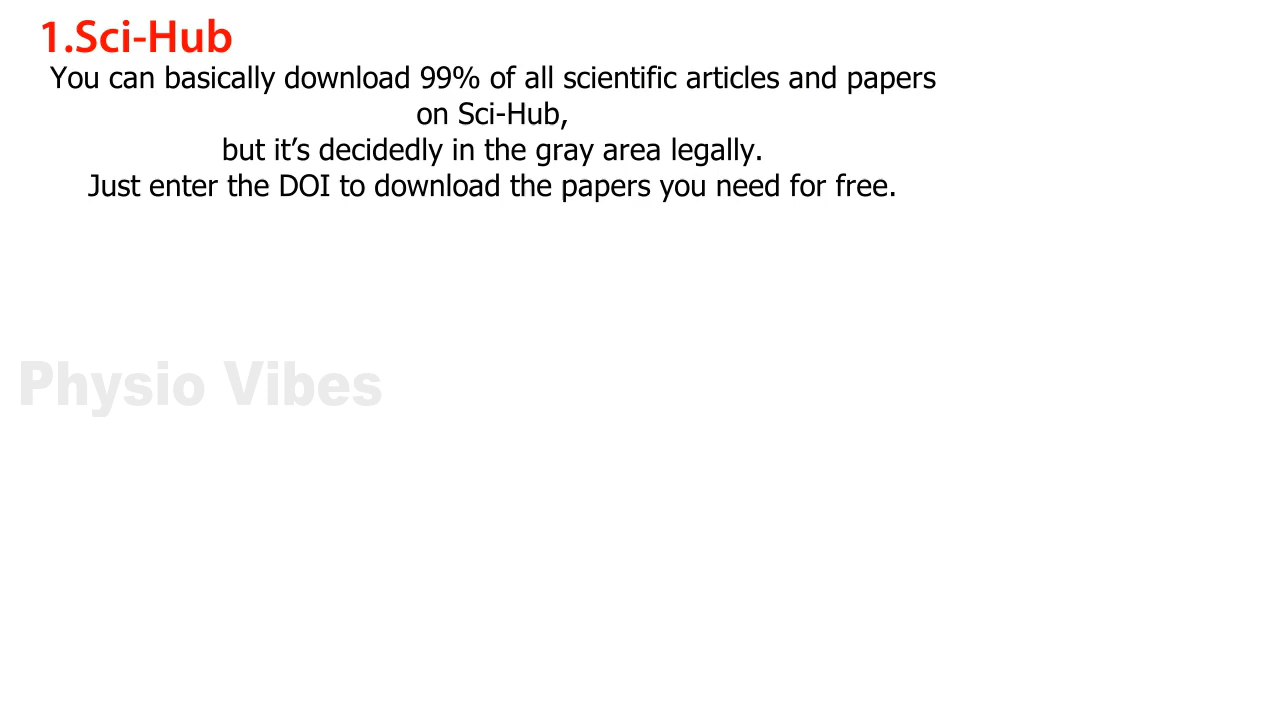 1.Sci-Hub
You can basically download 99% of all scientific articles and papers
on Sci-Hub,
but it’s decidedly in the gray area legally.
Just enter the DOI to download the papers you need for free.
Physio Vibes